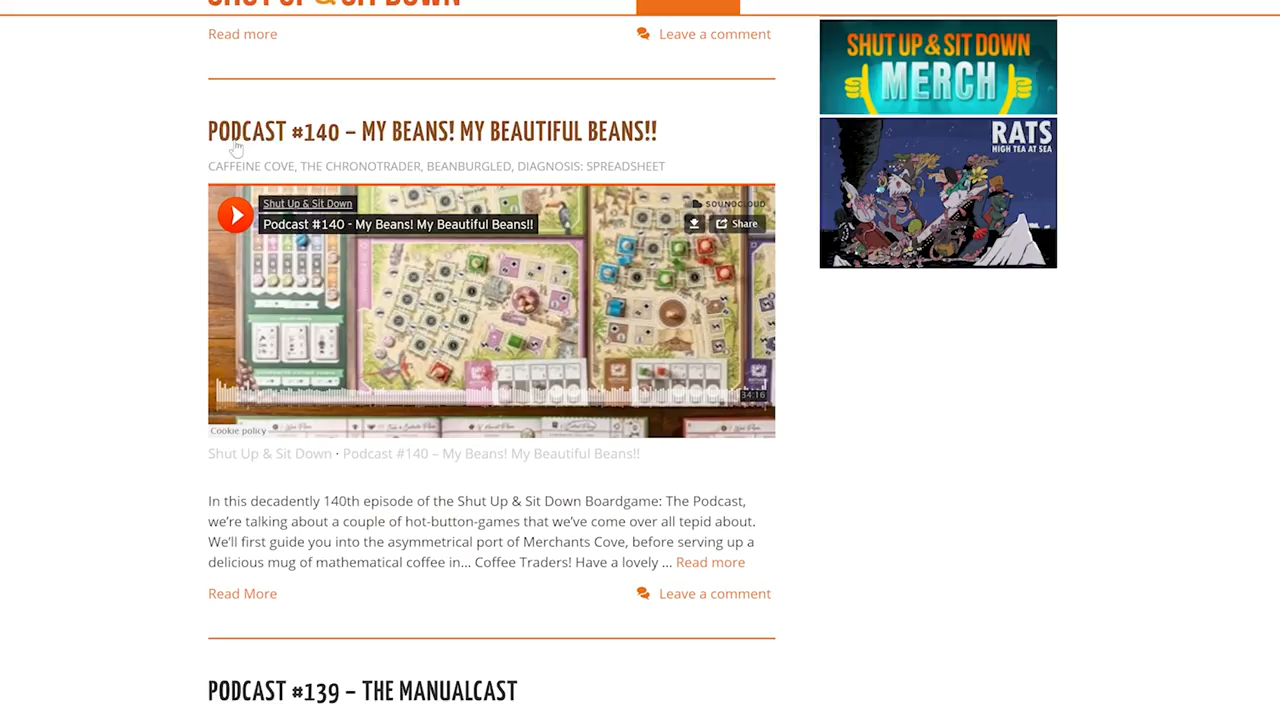 SHUT UP & SIT DOWN
Read more
Leave a comment
SHUT UP & SIT DOWN
MERCH
RATS
HIGH TEA AT SEA
PODCAST #140 – MY BEANS! MY BEAUTIFUL BEANS!!
CAFFEINE COVE, THE CHRONOTRADER, BEANBURGLED, DIAGNOSIS: SPREADSHEET
Shut Up & Sit Down
SOUNDCLOUD
Podcast #140 - My Beans! My Beautiful Beans!!
Share
34:16
Cookie policy
Shut Up & Sit Down · Podcast #140 – My Beans! My Beautiful Beans!!
In this decadently 140th episode of the Shut Up & Sit Down Boardgame: The Podcast,
we’re talking about a couple of hot-button-games that we’ve come over all tepid about.
We’ll first guide you into the asymmetrical port of Merchants Cove, before serving up a
delicious mug of mathematical coffee in… Coffee Traders! Have a lovely … Read more
Read More
Leave a comment
PODCAST #139 – THE MANUALCAST